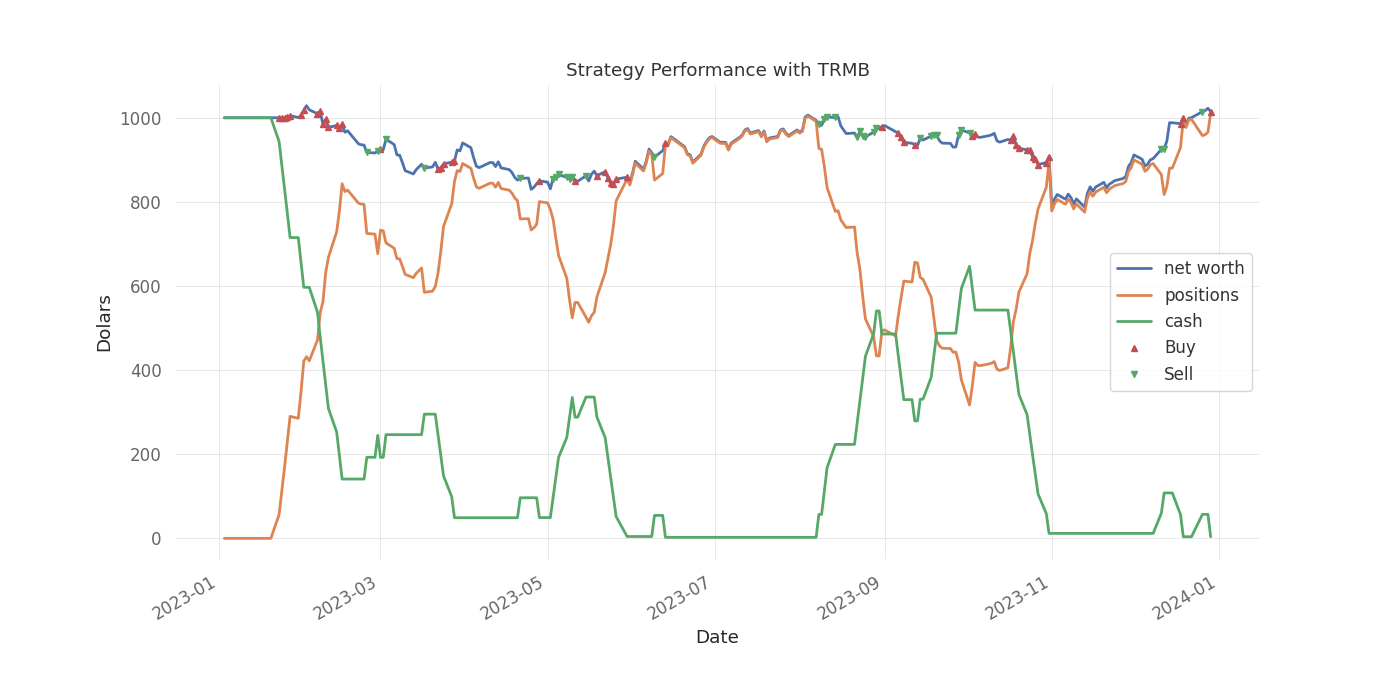 Strategy Performance with TRMB
1000
800
600
400
200
0
Dolars
net worth
positions
cash
Buy
Sell
2023-01
2023-03
2023-05
2023-07
2023-09
2023-11
2024-01
Date